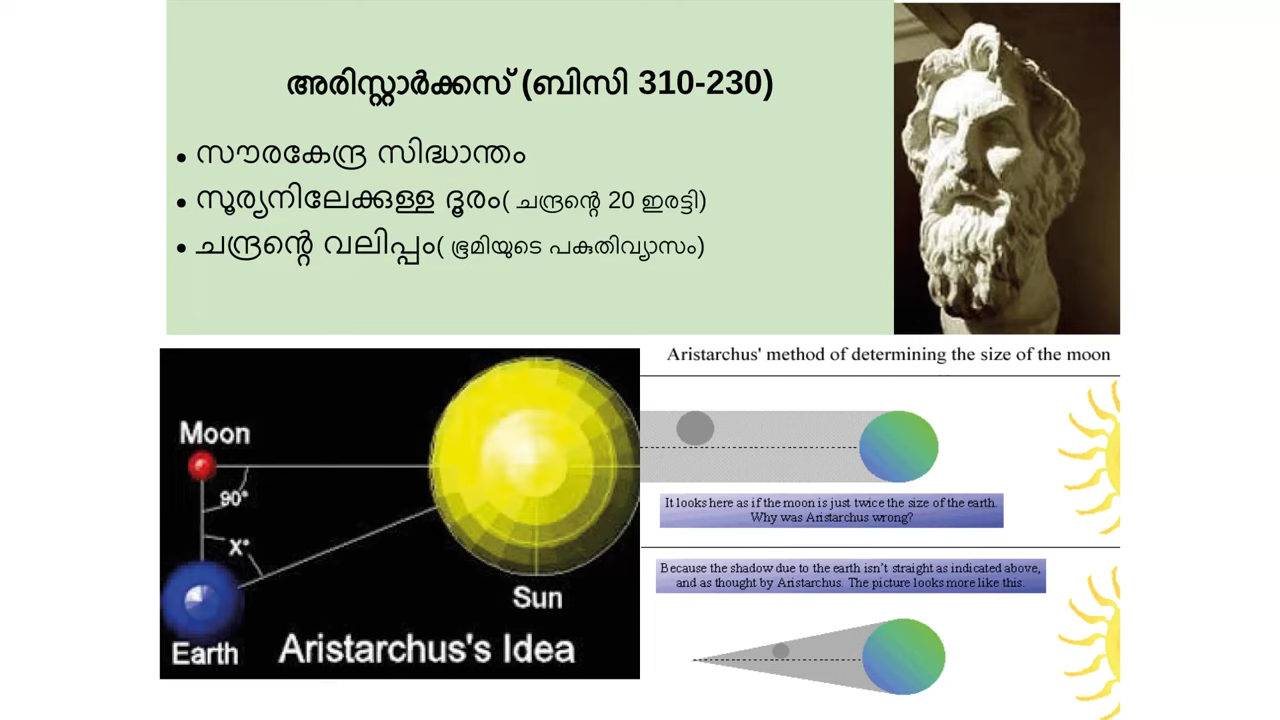 അരിസ്റ്റാർക്കസ് (ബിസി 310-230)
• സൗരകേന്ദ്ര സിദ്ധാന്തം
• സൂര്യനിലേക്കുള്ള ദൂരം( ചന്ദ്രന്റെ 20 ഇരട്ടി)
• ചന്ദ്രന്റെ വലിപ്പം( ഭൂമിയുടെ പകുതിവ്യാസം)
Moon
90°
X°
Sun
Earth
Aristarchus's Idea
Aristarchus' method of determining the size of the moon
It looks here as if the moon is just twice the size of the earth.
Why was Aristarchus wrong?
Because the shadow due to the earth isn't straight as indicated above,
and as thought by Aristarchus. The picture looks more like this.